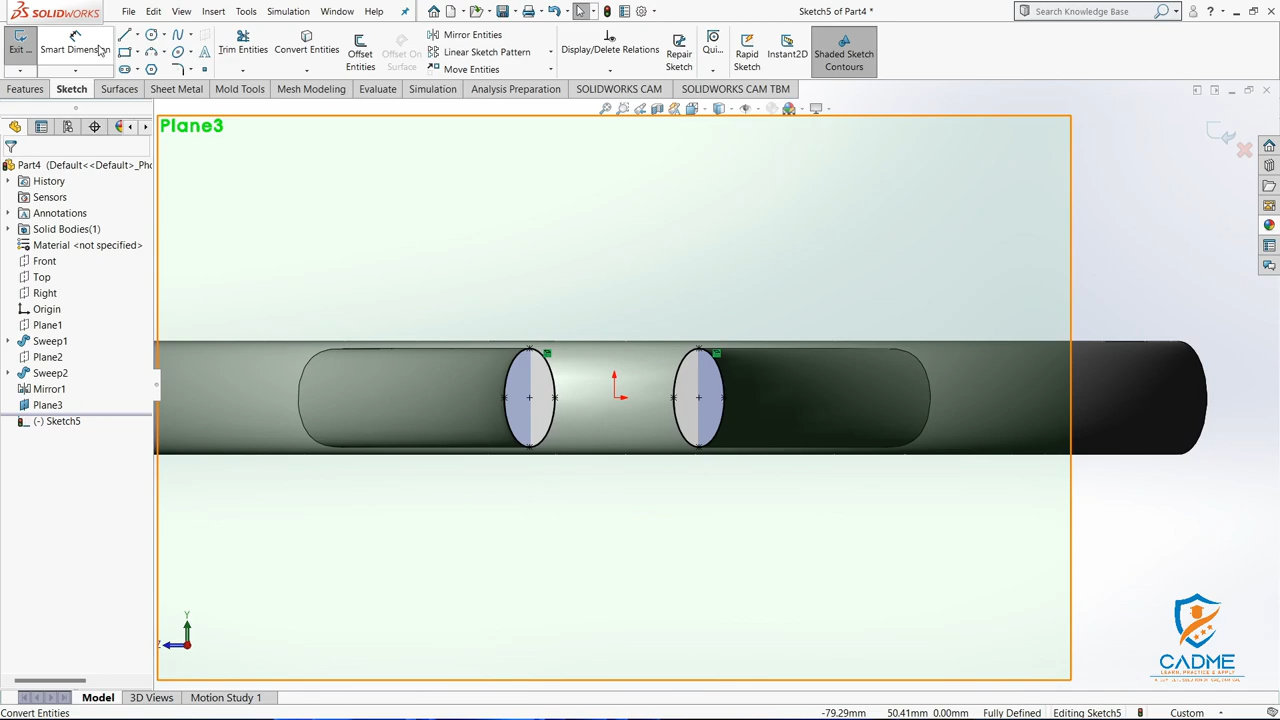 SOLIDWORKS File Edit View Insert Tools Simulation Window Help Sketch5 of Part4 * Search Knowledge Base
Exit ... Smart Dimension Trim Entities Convert Entities Offset Entities Offset On Surface Mirror Entities Linear Sketch Pattern Move Entities Display/Delete Relations Repair Sketch Qui... Rapid Sketch Instant2D Shaded Sketch Contours
Features Sketch Surfaces Sheet Metal Mold Tools Mesh Modeling Evaluate Simulation Analysis Preparation SOLIDWORKS CAM SOLIDWORKS CAM TBM
Plane3
Part4 (Default<<Default>_Pho
History
Sensors
Annotations
Solid Bodies(1)
Material <not specified>
Front
Top
Right
Origin
Plane1
Sweep1
Plane2
Sweep2
Mirror1
Plane3
(-) Sketch5
Y
Z
CADME
Model 3D Views Motion Study 1
Convert Entities -79.29mm 50.41mm 0.00mm Fully Defined Editing Sketch5 Custom